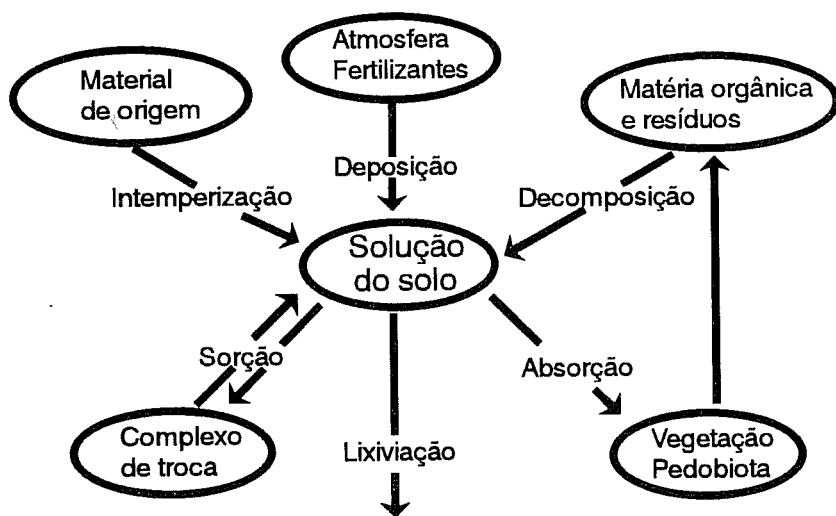 Atmosfera
Fertilizantes
Material
de origem
Matéria orgânica
e resíduos
Deposição
Intemperização
Decomposição
Solução
do solo
Sorção
Absorção
Complexo
de troca
Lixiviação
Vegetação
Pedobiota